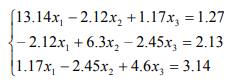 13.14x₁ - 2.12x₂ + 1.17x₃ = 1.27
- 2.12x₁ + 6.3x₂ - 2.45x₃ = 2.13
1.17x₁ - 2.45x₂ + 4.6x₃ = 3.14